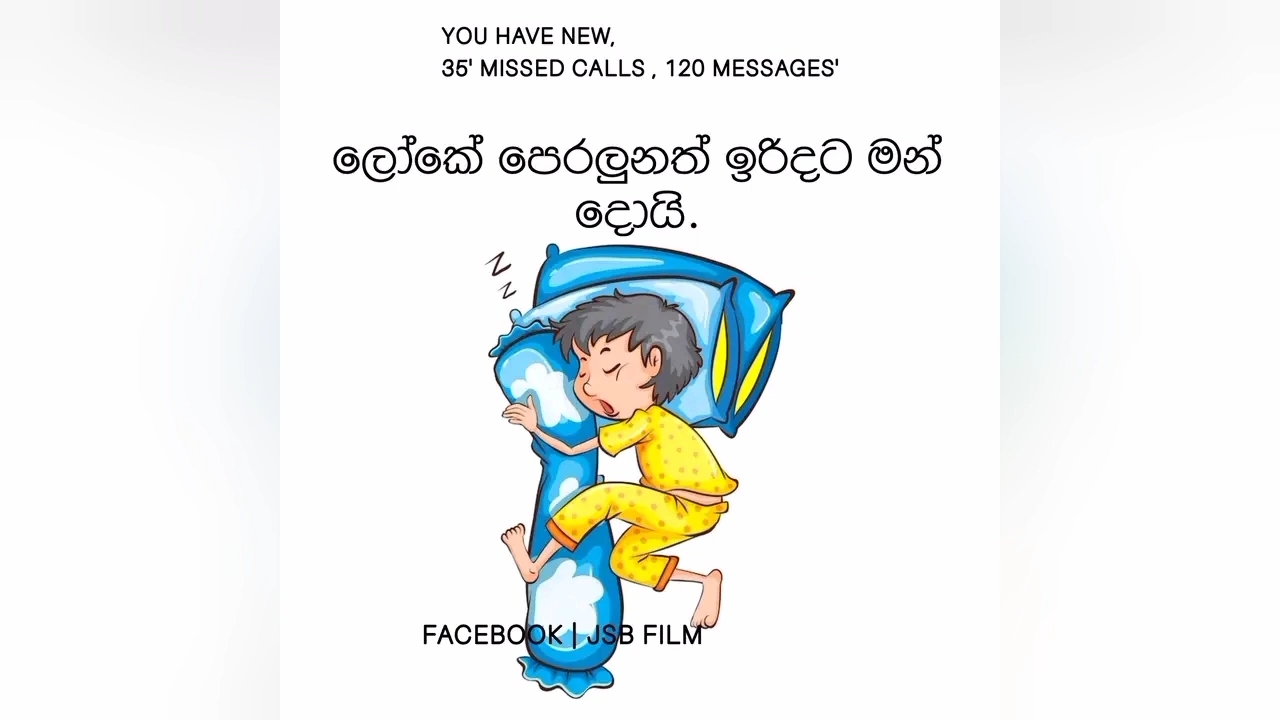 YOU HAVE NEW,
35' MISSED CALLS , 120 MESSAGES'
ලෝකේ පෙරලුනත් ඉරිදට මන්
දොයි.
FACEBOOK | JSB FILM